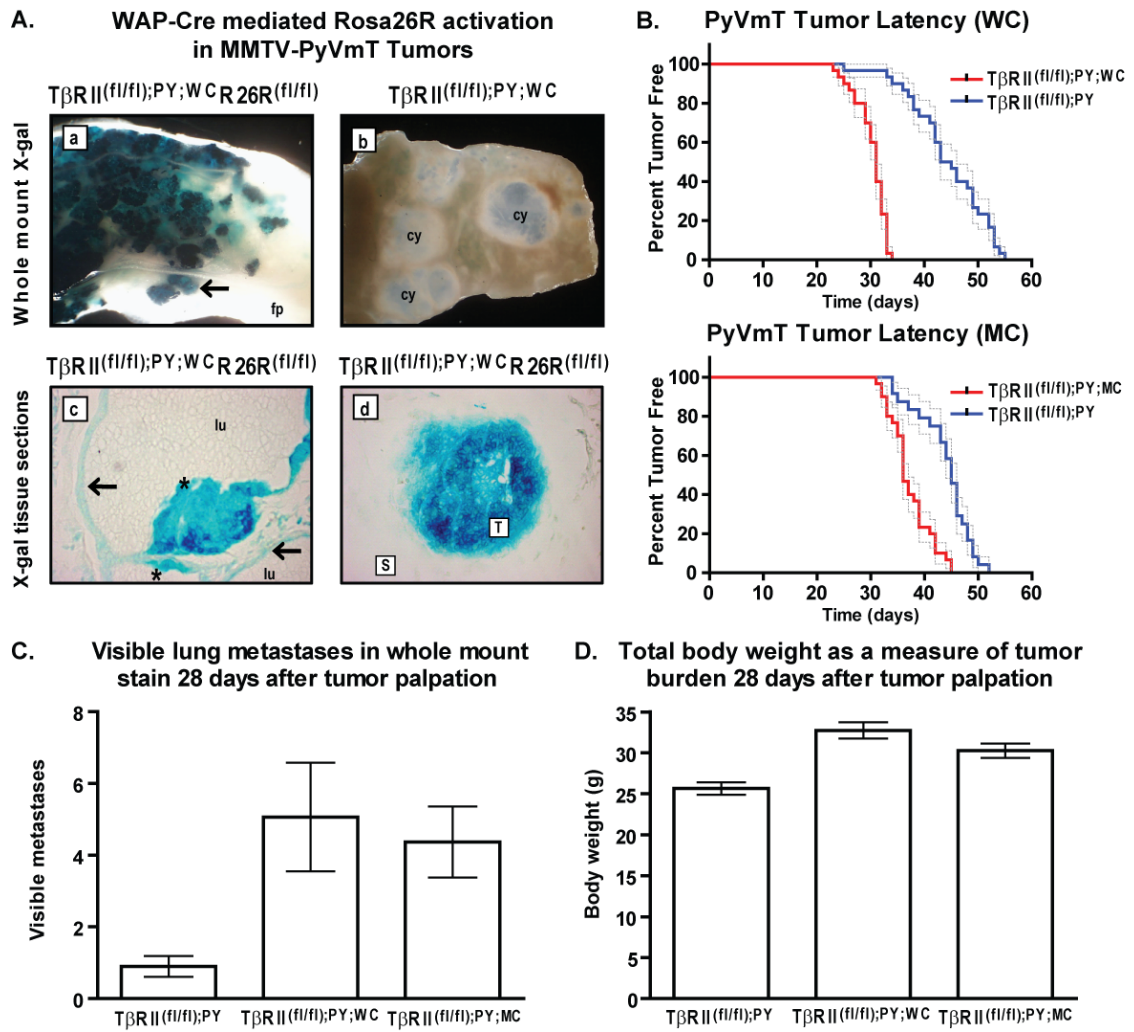 A. WAP-Cre mediated Rosa26R activation
in MMTV-PyVmT Tumors
TβRII(fl/fl);PY;WC R26R(fl/fl)
TβRII(fl/fl);PY;WC
Whole mount X-gal
a
fp
b
cy
cy
cy
TβRII(fl/fl);PY;WC R26R(fl/fl)
TβRII(fl/fl);PY;WC R26R(fl/fl)
X-gal tissue sections
c
lu
*
*
lu
d
T
S
B. PyVmT Tumor Latency (WC)
Percent Tumor Free
100
80
60
40
20
0
0 10 20 30 40 50 60
Time (days)
TβRII(fl/fl);PY;WC
TβRII(fl/fl);PY
PyVmT Tumor Latency (MC)
Percent Tumor Free
100
80
60
40
20
0
0 10 20 30 40 50 60
Time (days)
TβRII(fl/fl);PY;MC
TβRII(fl/fl);PY
C. Visible lung metastases in whole mount
stain 28 days after tumor palpation
Visible metastases
8
6
4
2
0
TβRII(fl/fl);PY TβRII(fl/fl);PY;WC TβRII(fl/fl);PY;MC
D. Total body weight as a measure of tumor
burden 28 days after tumor palpation
Body weight (g)
35
30
25
20
15
10
5
0
TβRII(fl/fl);PY TβRII(fl/fl);PY;WC TβRII(fl/fl);PY;MC